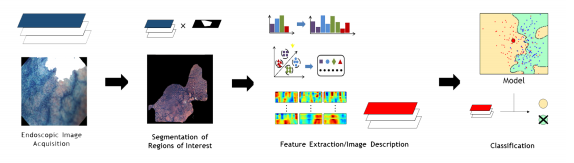 Endoscopic Image
Acquisition
Segmentation of
Regions of Interest
Feature Extraction/Image Description
Model
Classification